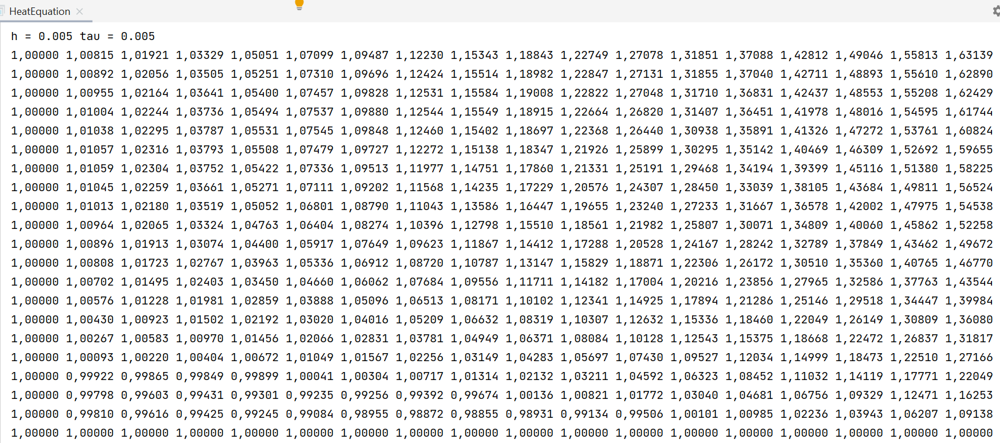 HeatEquation
h = 0.005 tau = 0.005
1,00000 1,00815 1,01921 1,03329 1,05051 1,07099 1,09487 1,12230 1,15343 1,18843 1,22749 1,27078 1,31851 1,37088 1,42812 1,49046 1,55813 1,63139
1,00000 1,00892 1,02056 1,03505 1,05251 1,07310 1,09696 1,12424 1,15514 1,18982 1,22847 1,27131 1,31855 1,37040 1,42711 1,48893 1,55610 1,62890
1,00000 1,00955 1,02164 1,03641 1,05400 1,07457 1,09828 1,12531 1,15584 1,19008 1,22822 1,27048 1,31710 1,36831 1,42437 1,48553 1,55208 1,62429
1,00000 1,01004 1,02244 1,03736 1,05494 1,07537 1,09880 1,12544 1,15549 1,18915 1,22664 1,26820 1,31407 1,36451 1,41978 1,48016 1,54595 1,61744
1,00000 1,01038 1,02295 1,03787 1,05531 1,07545 1,09848 1,12460 1,15402 1,18697 1,22368 1,26440 1,30938 1,35891 1,41326 1,47272 1,53761 1,60824
1,00000 1,01057 1,02316 1,03793 1,05508 1,07479 1,09727 1,12272 1,15138 1,18347 1,21926 1,25899 1,30295 1,35142 1,40469 1,46309 1,52692 1,59655
1,00000 1,01059 1,02304 1,03752 1,05422 1,07336 1,09513 1,11977 1,14751 1,17860 1,21331 1,25191 1,29468 1,34194 1,39399 1,45116 1,51380 1,58225
1,00000 1,01045 1,02259 1,03661 1,05271 1,07111 1,09202 1,11568 1,14235 1,17229 1,20576 1,24307 1,28450 1,33039 1,38105 1,43684 1,49811 1,56524
1,00000 1,01013 1,02180 1,03519 1,05052 1,06801 1,08790 1,11043 1,13586 1,16447 1,19655 1,23240 1,27233 1,31667 1,36578 1,42002 1,47975 1,54538
1,00000 1,00964 1,02065 1,03324 1,04763 1,06404 1,08274 1,10396 1,12798 1,15510 1,18561 1,21982 1,25807 1,30071 1,34809 1,40060 1,45862 1,52258
1,00000 1,00896 1,01913 1,03074 1,04400 1,05917 1,07649 1,09623 1,11867 1,14412 1,17288 1,20528 1,24167 1,28242 1,32789 1,37849 1,43462 1,49672
1,00000 1,00808 1,01723 1,02767 1,03963 1,05336 1,06912 1,08720 1,10787 1,13147 1,15829 1,18871 1,22306 1,26172 1,30510 1,35360 1,40765 1,46770
1,00000 1,00702 1,01495 1,02403 1,03450 1,04660 1,06062 1,07684 1,09556 1,11711 1,14182 1,17004 1,20216 1,23856 1,27965 1,32586 1,37763 1,43544
1,00000 1,00576 1,01228 1,01981 1,02859 1,03888 1,05096 1,06513 1,08171 1,10102 1,12341 1,14925 1,17894 1,21286 1,25146 1,29518 1,34447 1,39984
1,00000 1,00430 1,00923 1,01502 1,02192 1,03020 1,04016 1,05209 1,06632 1,08319 1,10307 1,12632 1,15336 1,18460 1,22049 1,26149 1,30809 1,36080
1,00000 1,00267 1,00583 1,00970 1,01456 1,02066 1,02831 1,03781 1,04949 1,06371 1,08084 1,10128 1,12543 1,15375 1,18668 1,22472 1,26837 1,31817
1,00000 1,00093 1,00220 1,00404 1,00672 1,01049 1,01567 1,02256 1,03149 1,04283 1,05697 1,07430 1,09527 1,12034 1,14999 1,18473 1,22510 1,27166
1,00000 0,99922 0,99865 0,99849 0,99899 1,00041 1,00304 1,00717 1,01314 1,02132 1,03211 1,04592 1,06323 1,08452 1,11032 1,14119 1,17771 1,22049
1,00000 0,99798 0,99603 0,99431 0,99301 0,99235 0,99256 0,99392 0,99674 1,00136 1,00821 1,01772 1,03040 1,04681 1,06756 1,09329 1,12471 1,16253
1,00000 0,99810 0,99616 0,99425 0,99245 0,99084 0,98955 0,98872 0,98855 0,98931 0,99134 0,99506 1,00101 1,00985 1,02236 1,03943 1,06207 1,09138
1,00000 1,00000 1,00000 1,00000 1,00000 1,00000 1,00000 1,00000 1,00000 1,00000 1,00000 1,00000 1,00000 1,00000 1,00000 1,00000 1,00000 1,00000